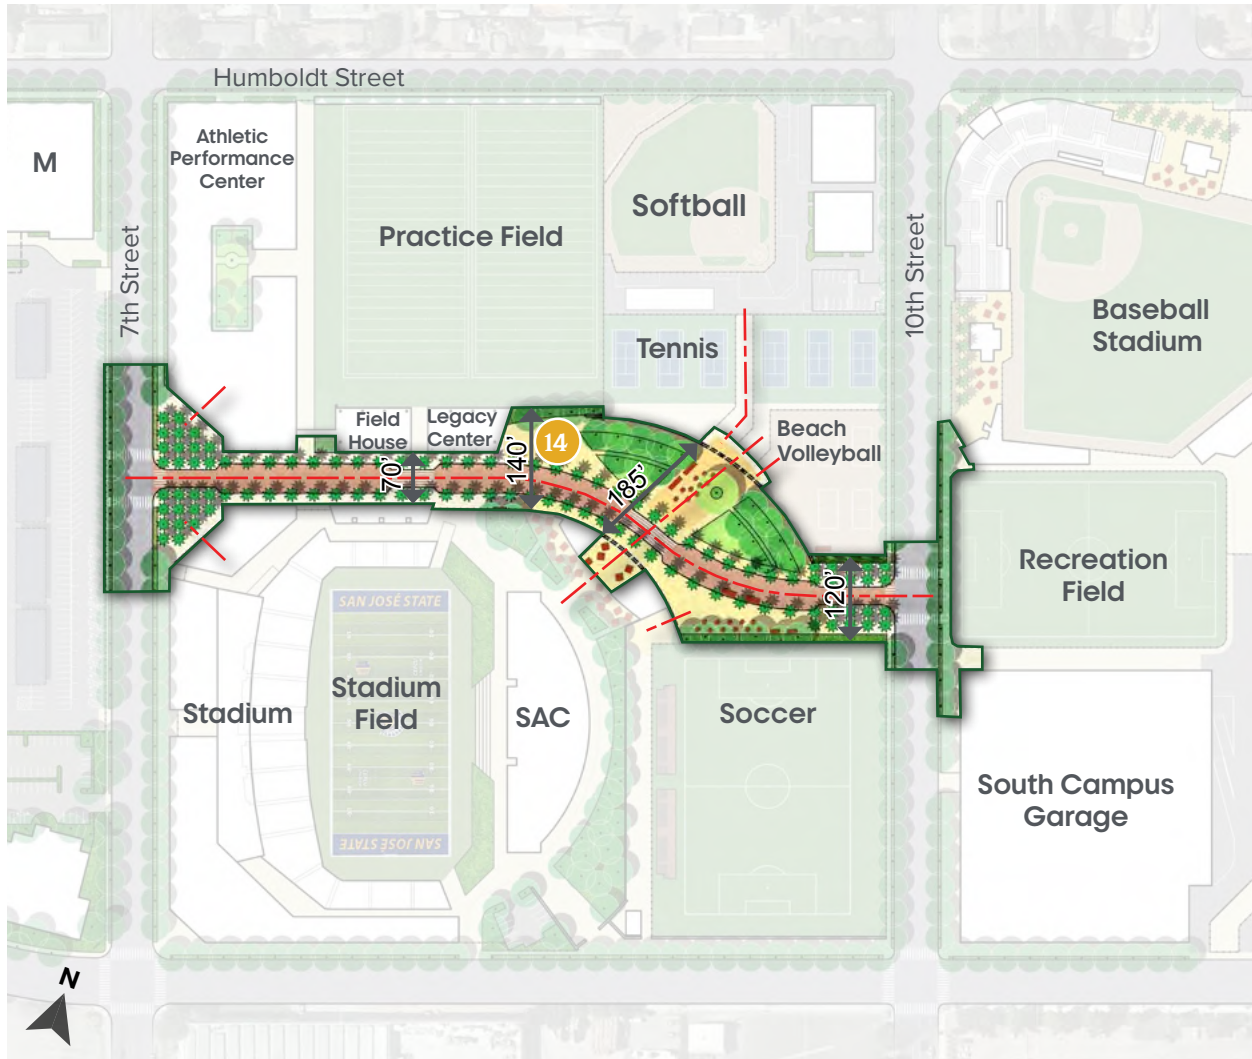 Humboldt Street
M
Athletic
Performance
Center
Practice Field
Softball
7th Street
10th Street
Baseball
Stadium
Tennis
Field
House
Legacy
Center
14
Beach
Volleyball
70'
140'
185'
120'
Recreation
Field
SAN JOSÉ STATE
Stadium
Stadium
Field
SAC
Soccer
South Campus
Garage
SAN JOSÉ STATE
N